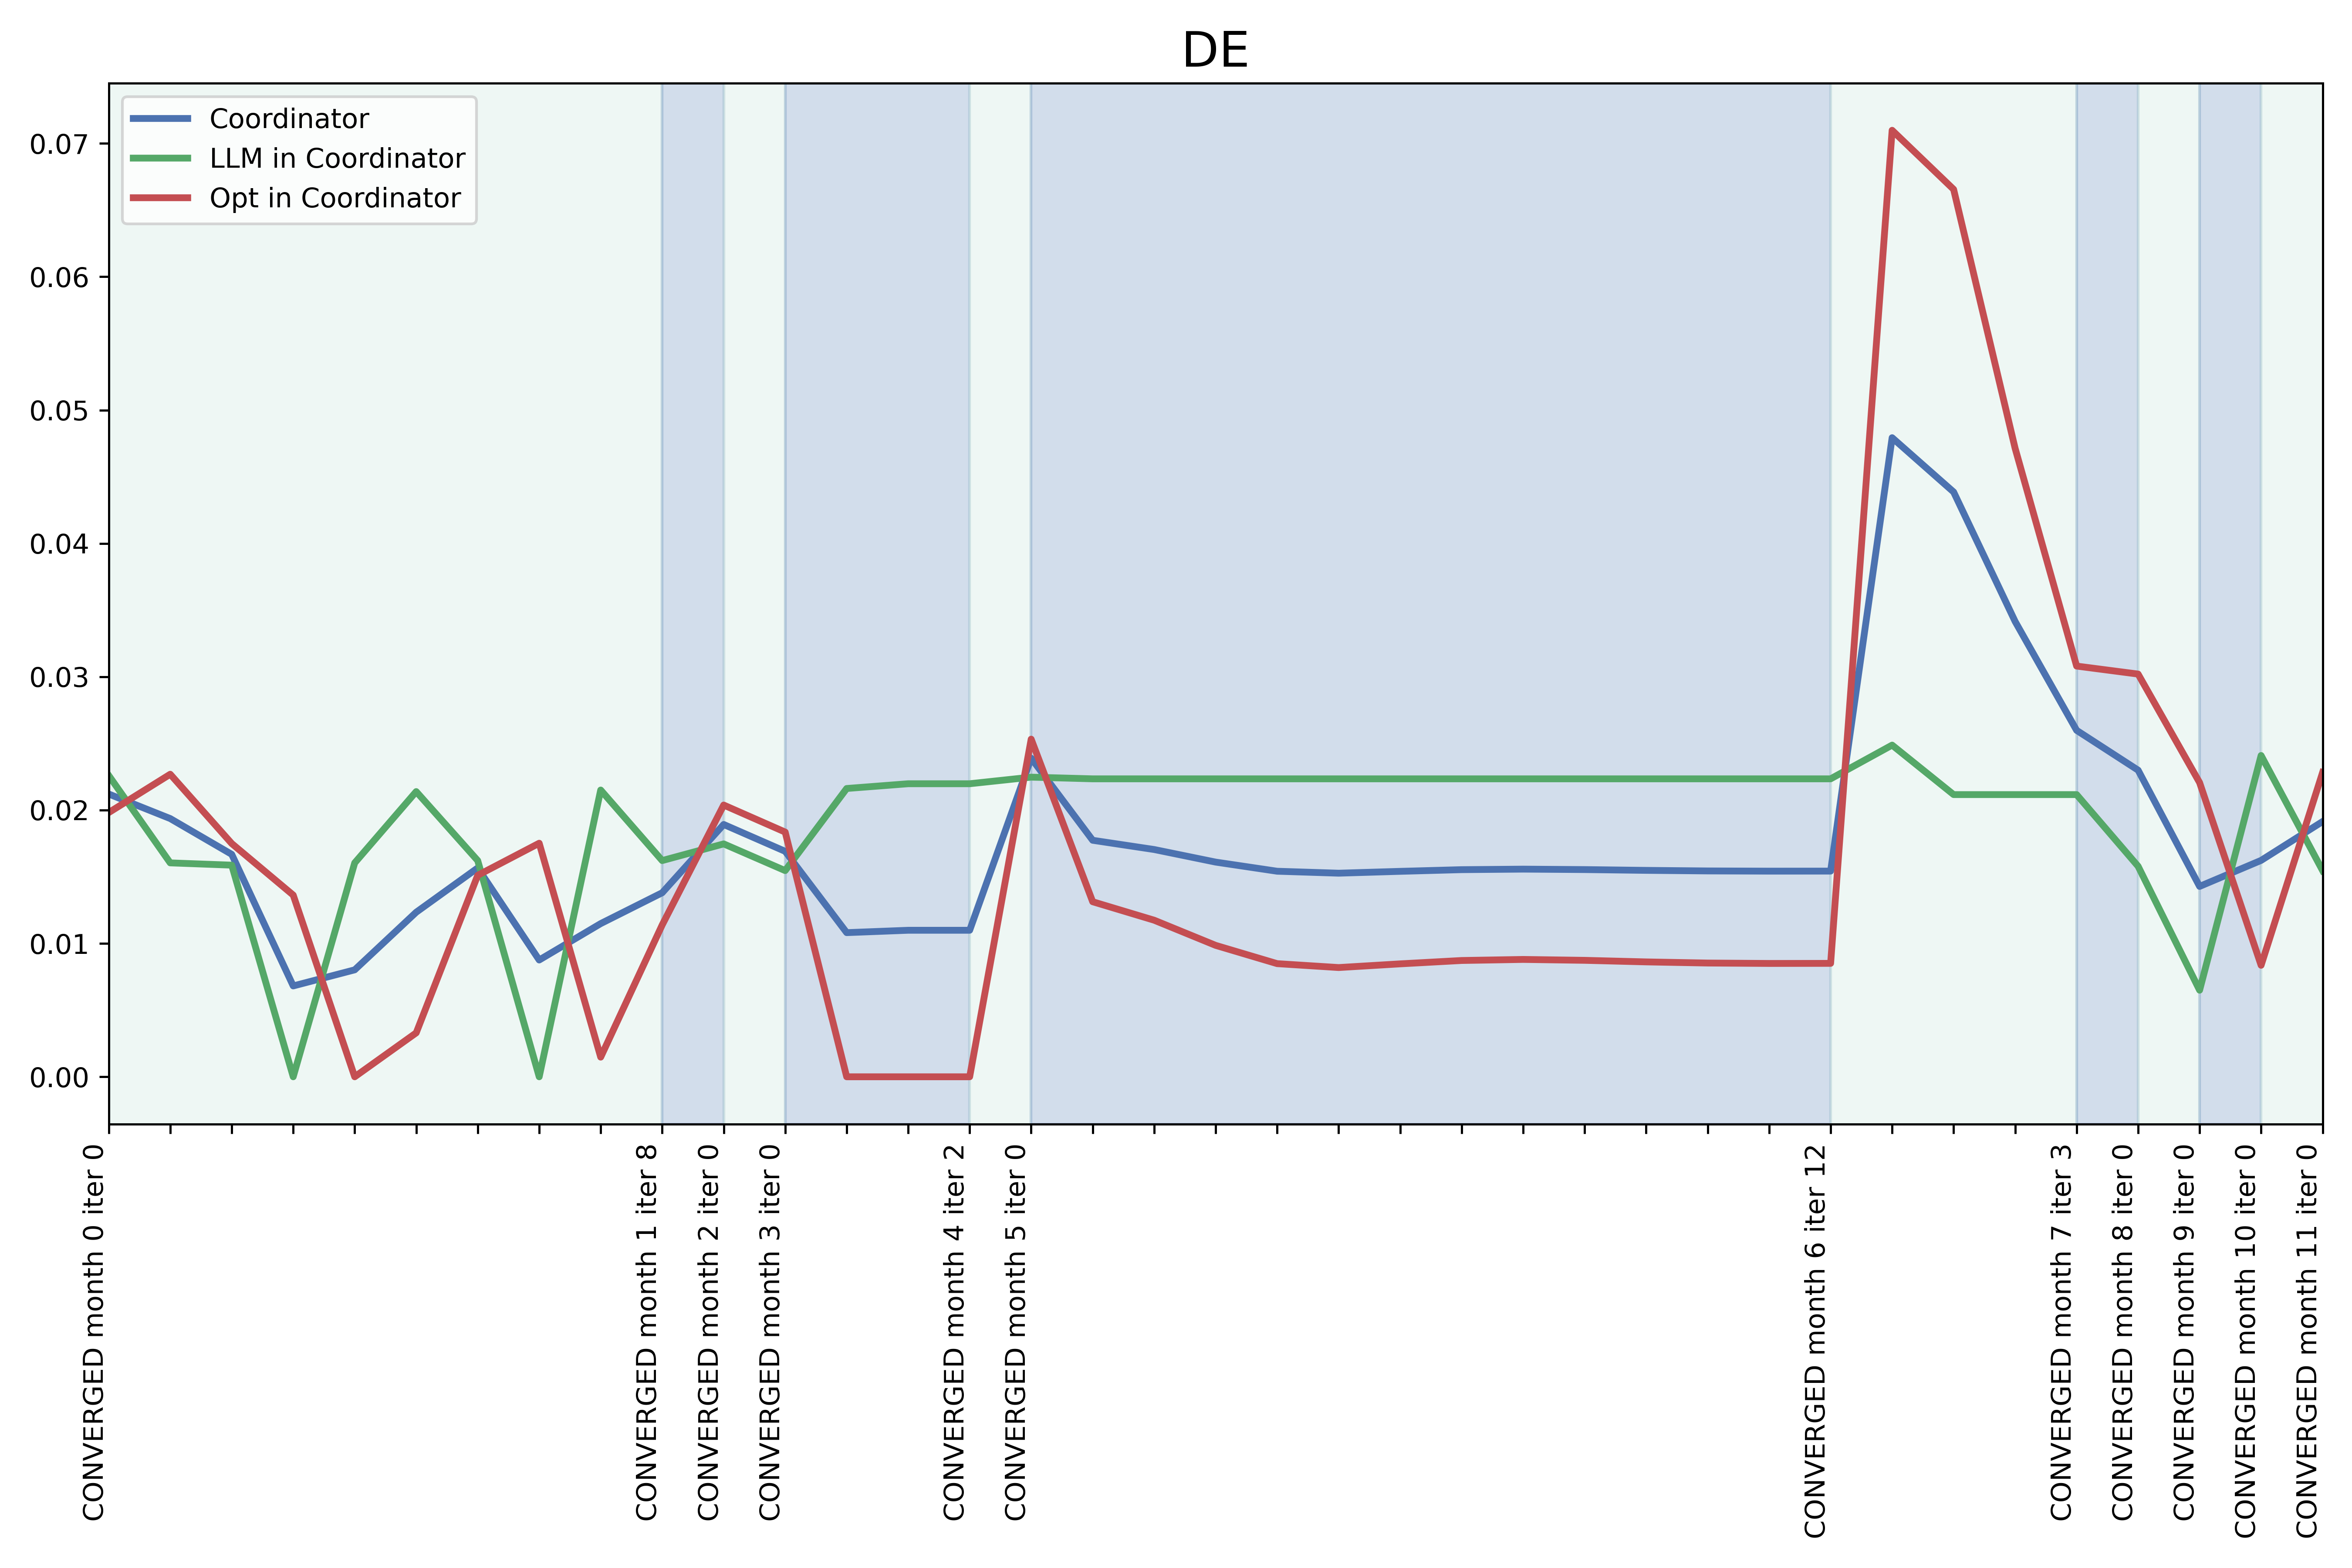 DE
Coordinator
LLM in Coordinator
Opt in Coordinator
0.07
0.06
0.05
0.04
0.03
0.02
0.01
0.00
CONVERGED month 0 iter 0
CONVERGED month 1 iter 8
CONVERGED month 2 iter 0
CONVERGED month 3 iter 0
CONVERGED month 4 iter 2
CONVERGED month 5 iter 0
CONVERGED month 6 iter 12
CONVERGED month 7 iter 3
CONVERGED month 8 iter 0
CONVERGED month 9 iter 0
CONVERGED month 10 iter 0
CONVERGED month 11 iter 0